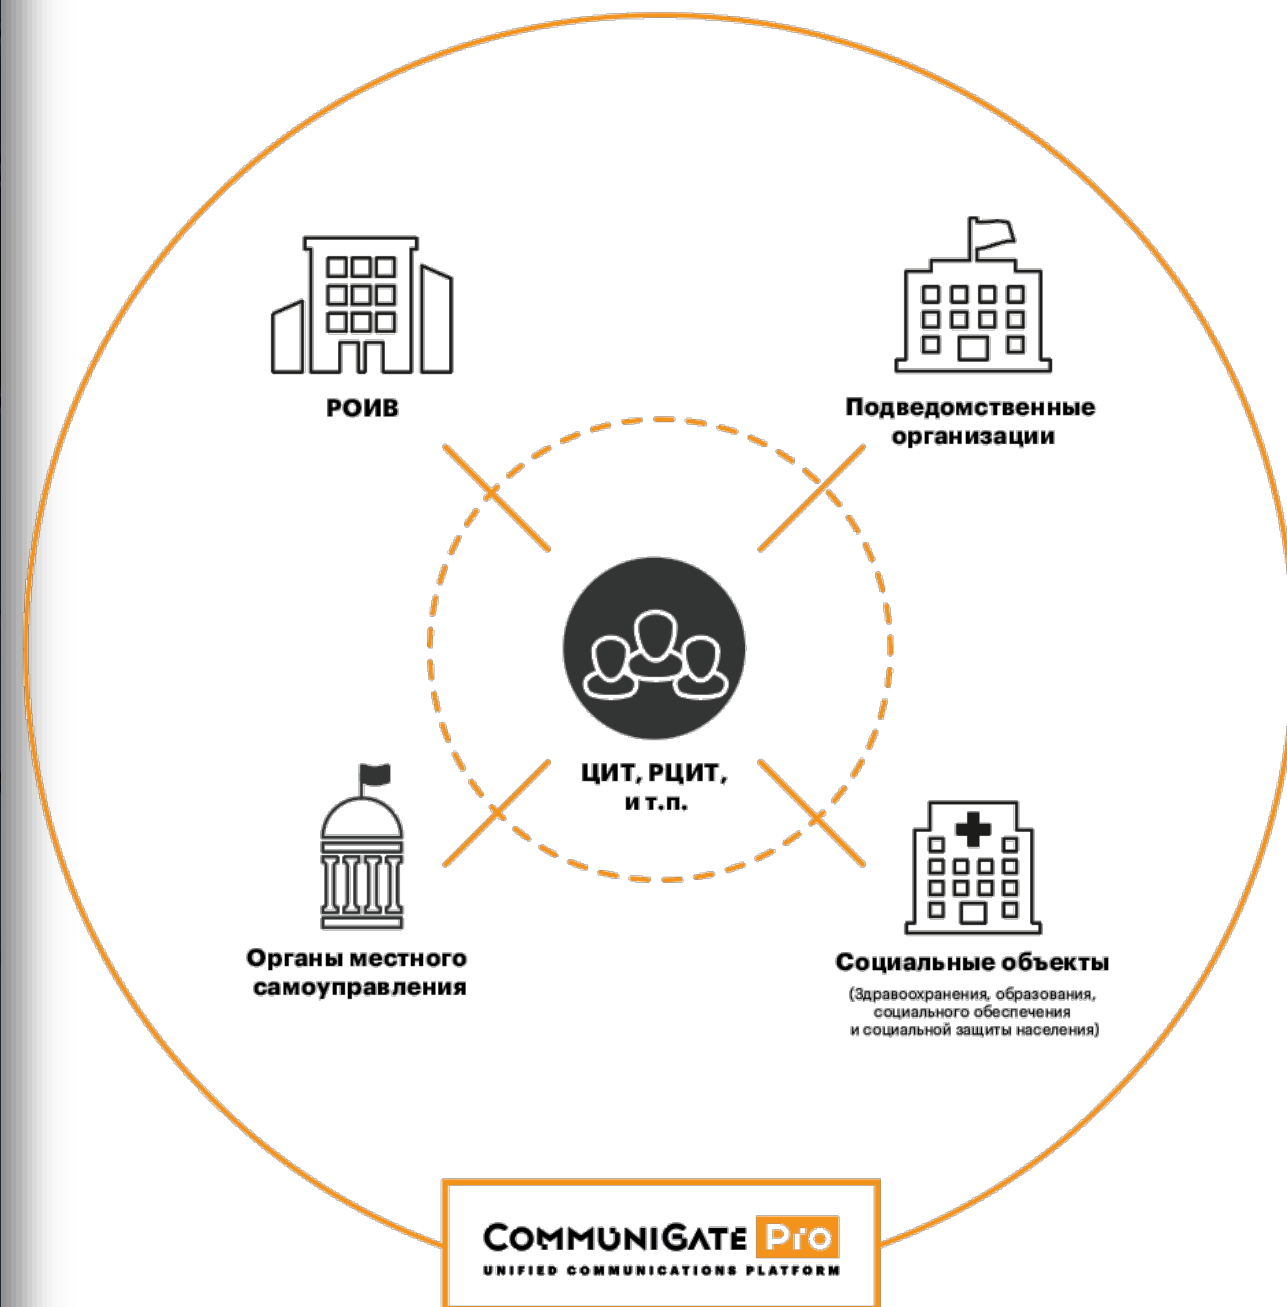 РОИВ
Подведомственные
организации
ЦИТ, РЦИТ,
и т.п.
Органы местного
самоуправления
Социальные объекты
(Здравоохранения, образования,
социального обеспечения
и социальной защиты населения)
COMMUNIGATE Pro
UNIFIED COMMUNICATIONS PLATFORM